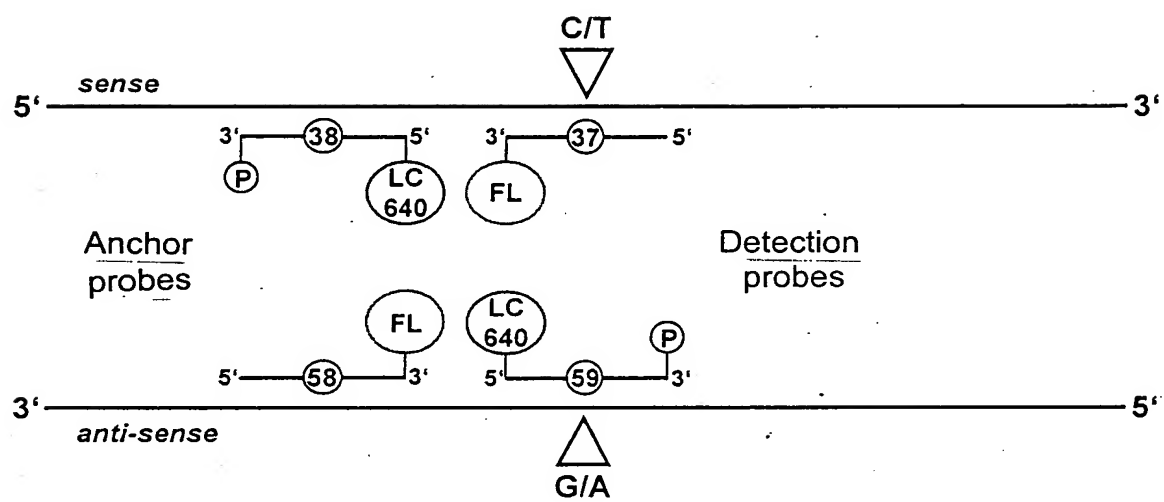 C/T
sense
5' 3'
3' 38 5' 3' 37 5'
P LC 640 FL
Anchor probes
Detection probes
FL LC 640 P
5' 58 3' 5' 59 3'
3' 5'
anti-sense
G/A